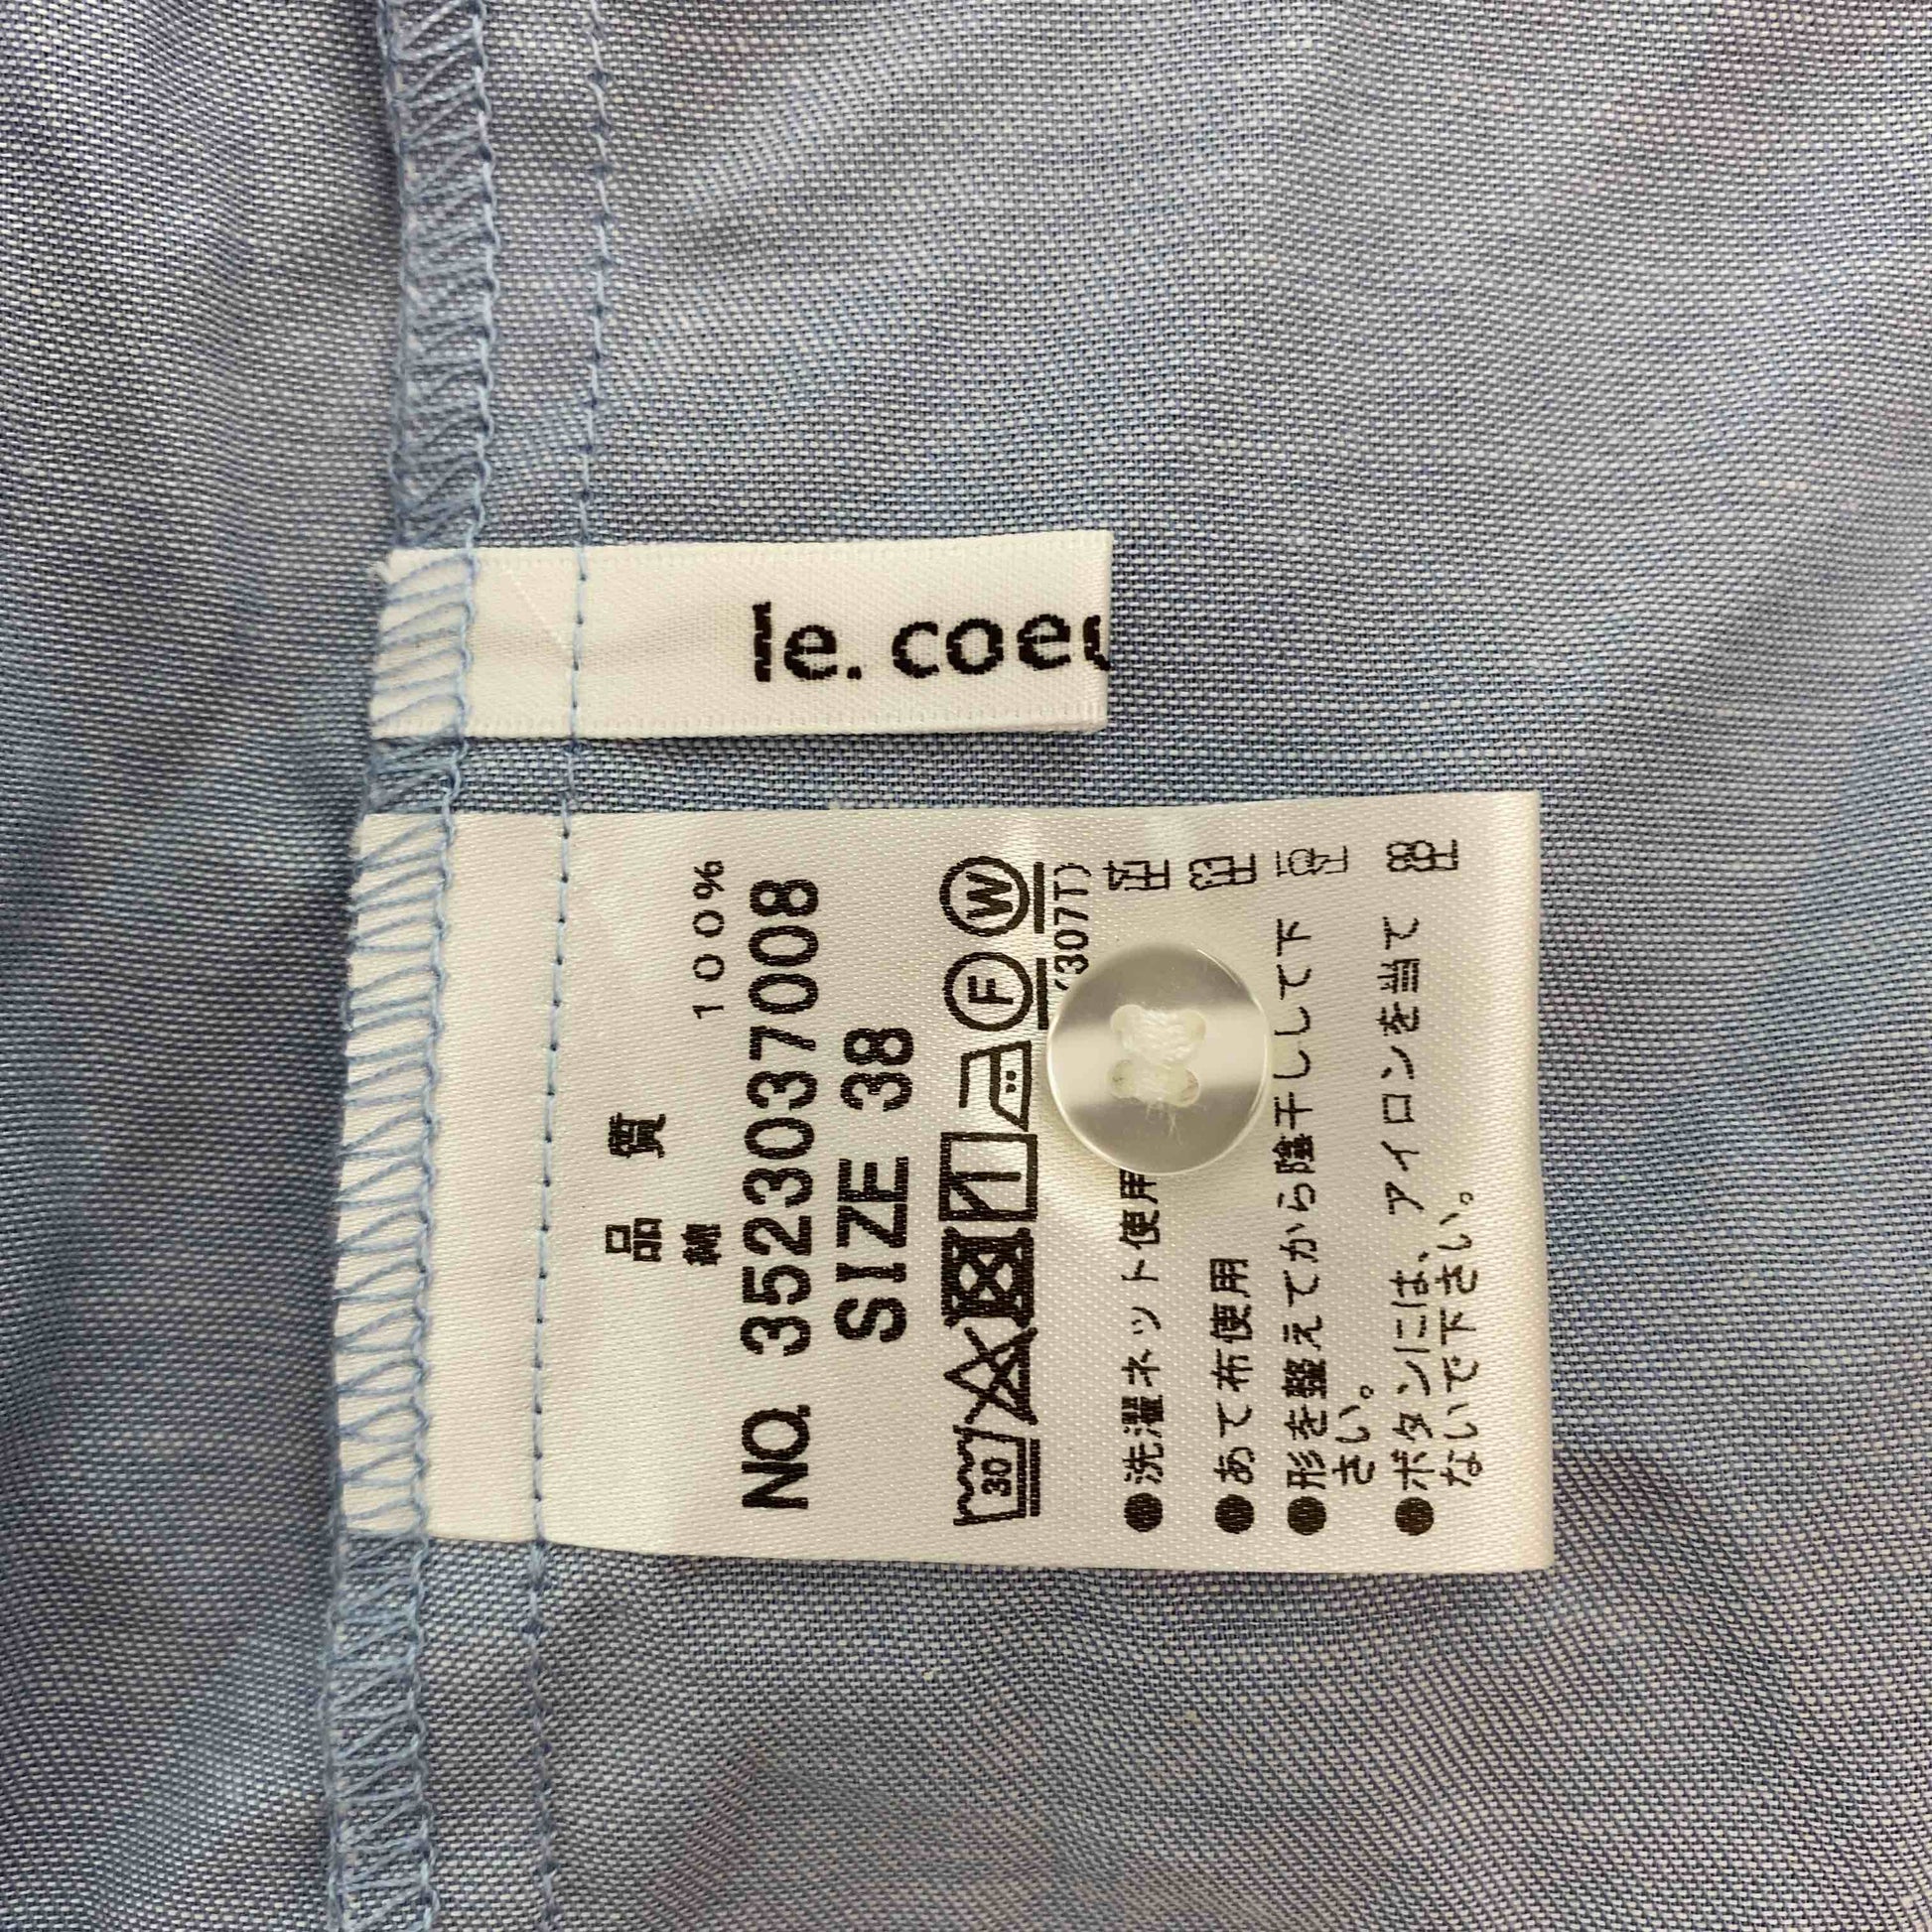 le. coeu
品質
綿 100%
NO. 3523037008
SIZE 38
30 F W
(307T)
●洗濯ネット使用
●あて布使用
●形を整えてから陰干しして下
さい。
●ボタンには、アイロンを当て
ないで下さい。